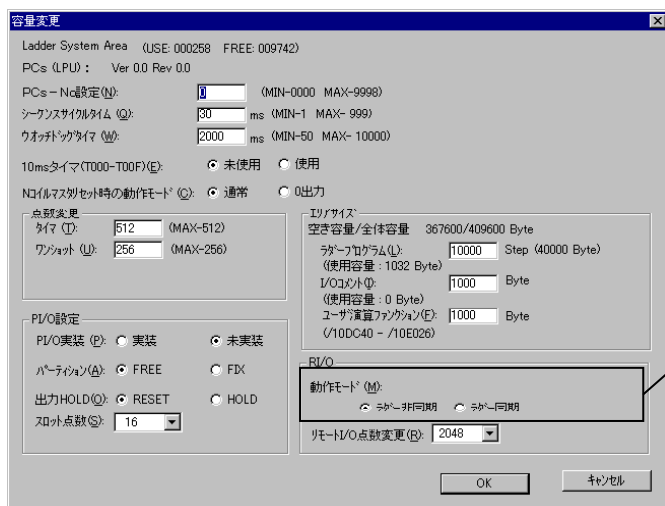 容量変更
Ladder System Area (USE: 000258 FREE: 009742)
PCs (LPU) : Ver 0.0 Rev 0.0
PCs－No設定(N): 0 (MIN-0000 MAX-9998)
ｼｰｹﾝｽｻｲｸﾙﾀｲﾑ (Q): 30 ms (MIN-1 MAX- 999)
ｳｵｯﾁﾄﾞｯｸﾞﾀｲﾏ (W): 2000 ms (MIN-50 MAX- 10000)
10msﾀｲﾏ(T000-T00F)(E): 未使用 使用
Nｺｲﾙﾏｽﾀﾘｾｯﾄ時の動作ﾓｰﾄﾞ (C): 通常 0出力
点数変更
ﾀｲﾏ (T): 512 (MAX-512)
ﾜﾝｼｮｯﾄ (U): 256 (MAX-256)
ｴﾘｱｻｲｽﾞ
空き容量/全体容量 367600/409600 Byte
ﾗﾀﾞｰﾌﾟﾛｸﾞﾗﾑ(L): 10000 Step (40000 Byte)
(使用容量 : 1032 Byte)
I/Oｺﾒﾝﾄ(I): 1000 Byte
(使用容量 : 0 Byte)
ﾕｰｻﾞ演算ﾌｧﾝｸｼｮﾝ(F): 1000 Byte
(/10DC40 - /10E026)
PI/O設定
PI/O実装 (P): 実装 未実装
ﾊﾟｰﾃｨｼｮﾝ(A): FREE FIX
出力HOLD(O): RESET HOLD
ｽﾛｯﾄ点数(S): 16
RI/O
動作ﾓｰﾄﾞ (M):
ﾗﾀﾞｰ非同期 ﾗﾀﾞｰ同期
ﾘﾓｰﾄI/O点数変更(R): 2048
OK
ｷｬﾝｾﾙ